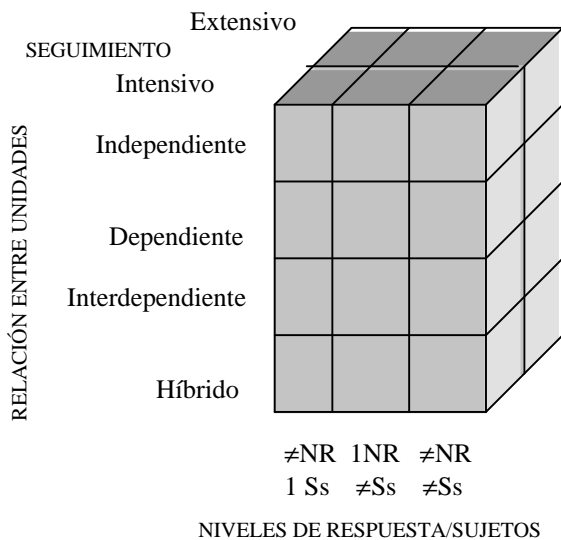 Extensivo
SEGUIMIENTO
Intensivo
RELACIÓN ENTRE UNIDADES
Independiente
Dependiente
Interdependiente
Híbrido
≠NR 1NR ≠NR
1 Ss ≠Ss ≠Ss
NIVELES DE RESPUESTA/SUJETOS